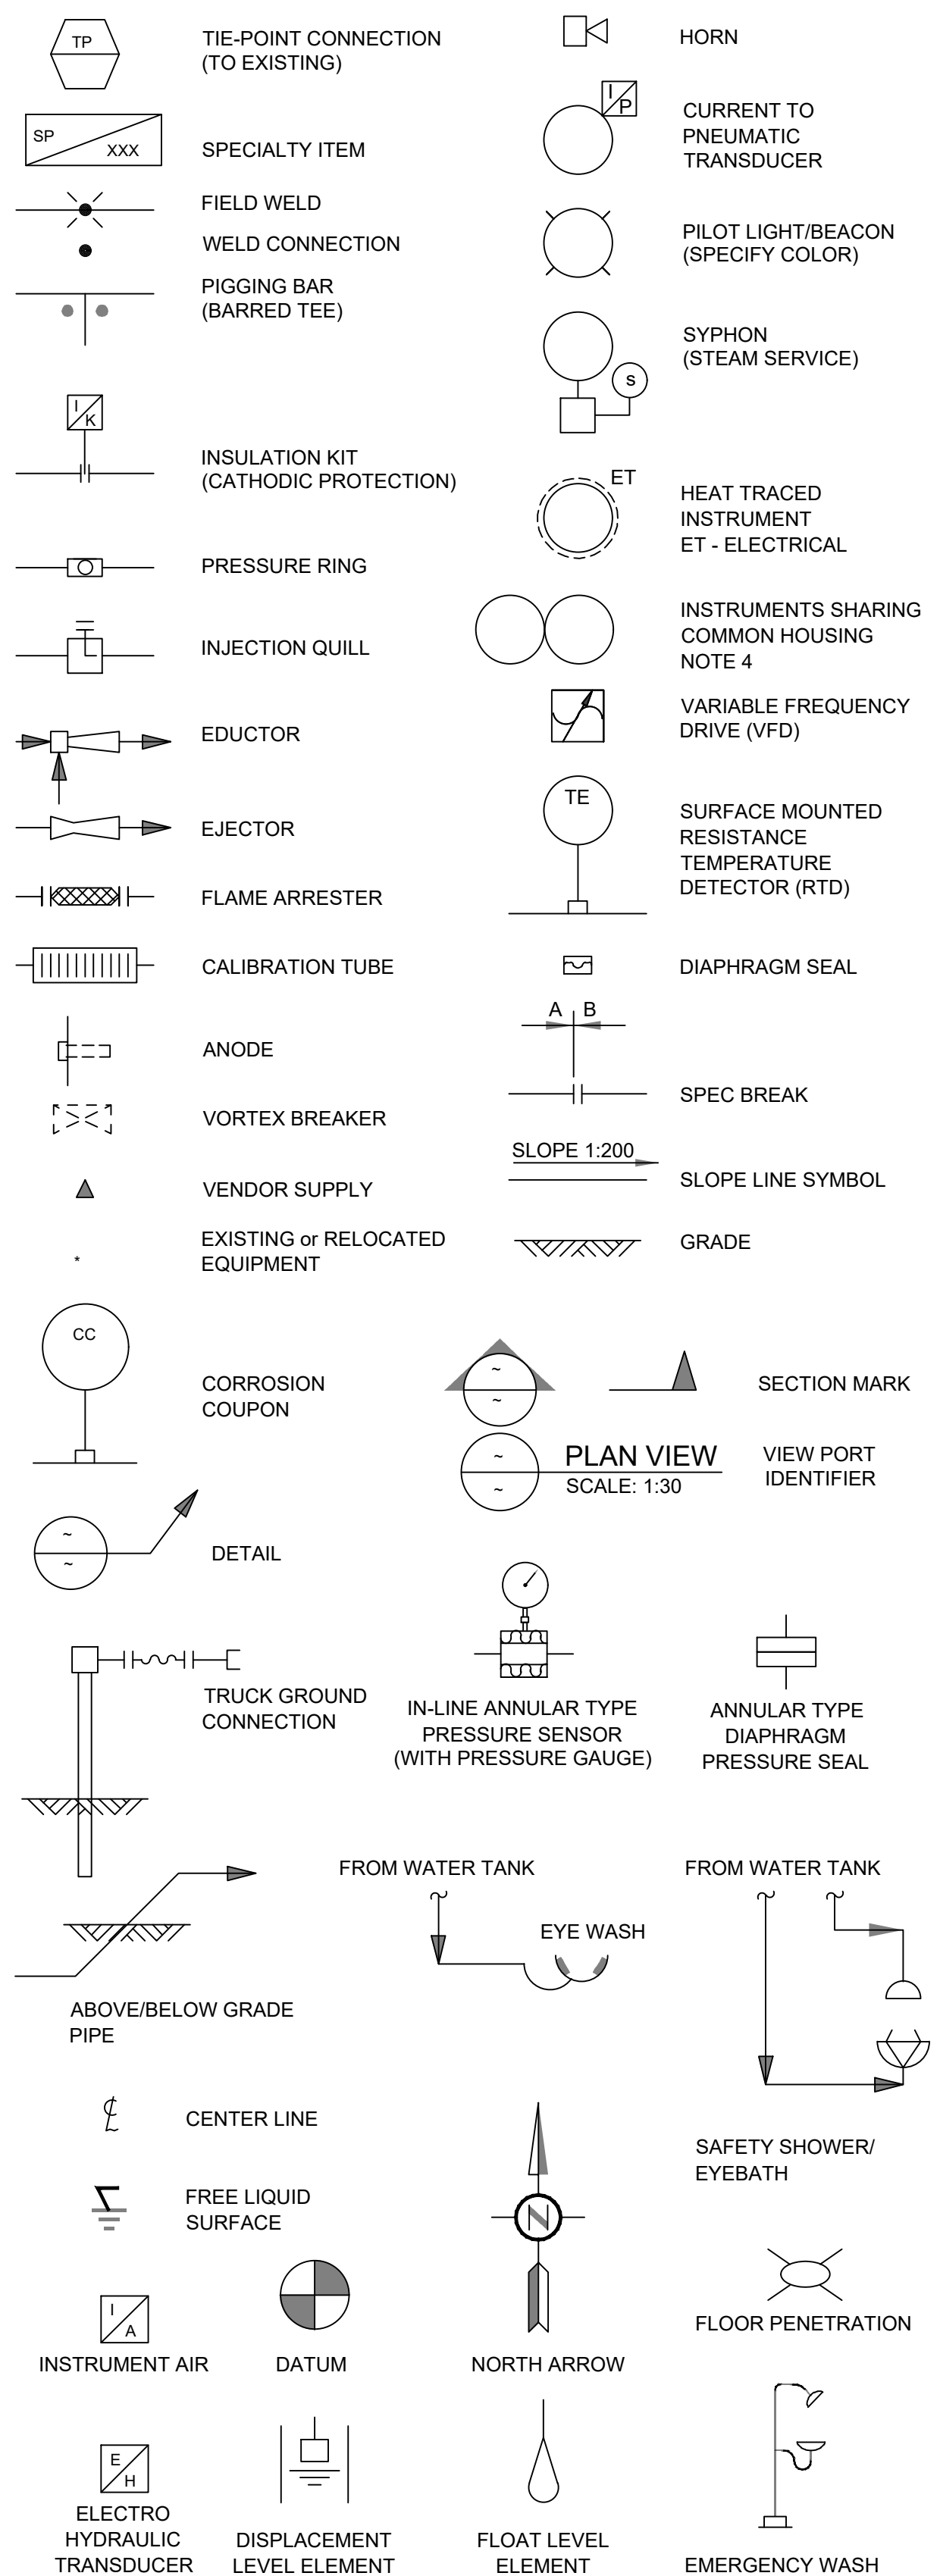 TP
TIE-POINT CONNECTION
(TO EXISTING)
HORN
SP
XXX
SPECIALTY ITEM
I
P
CURRENT TO
PNEUMATIC
TRANSDUCER
FIELD WELD
WELD CONNECTION
PILOT LIGHT/BEACON
(SPECIFY COLOR)
PIGGING BAR
(BARRED TEE)
SYPHON
(STEAM SERVICE)
S
I
K
INSULATION KIT
(CATHODIC PROTECTION)
ET
HEAT TRACED
INSTRUMENT
ET - ELECTRICAL
PRESSURE RING
INJECTION QUILL
INSTRUMENTS SHARING
COMMON HOUSING
NOTE 4
EDUCTOR
VARIABLE FREQUENCY
DRIVE (VFD)
EJECTOR
TE
SURFACE MOUNTED
RESISTANCE
TEMPERATURE
DETECTOR (RTD)
FLAME ARRESTER
CALIBRATION TUBE
DIAPHRAGM SEAL
ANODE
A B
SPEC BREAK
VORTEX BREAKER
SLOPE 1:200
SLOPE LINE SYMBOL
VENDOR SUPPLY
*
EXISTING or RELOCATED
EQUIPMENT
GRADE
CC
CORROSION
COUPON
~
~
SECTION MARK
~
~
PLAN VIEW
SCALE: 1:30
VIEW PORT
IDENTIFIER
~
~
DETAIL
TRUCK GROUND
CONNECTION
IN-LINE ANNULAR TYPE
PRESSURE SENSOR
(WITH PRESSURE GAUGE)
ANNULAR TYPE
DIAPHRAGM
PRESSURE SEAL
FROM WATER TANK
FROM WATER TANK
EYE WASH
ABOVE/BELOW GRADE
PIPE
℄
CENTER LINE
SAFETY SHOWER/
EYEBATH
FREE LIQUID
SURFACE
N
I
A
INSTRUMENT AIR
DATUM
NORTH ARROW
FLOOR PENETRATION
E
H
ELECTRO
HYDRAULIC
TRANSDUCER
DISPLACEMENT
LEVEL ELEMENT
FLOAT LEVEL
ELEMENT
EMERGENCY WASH